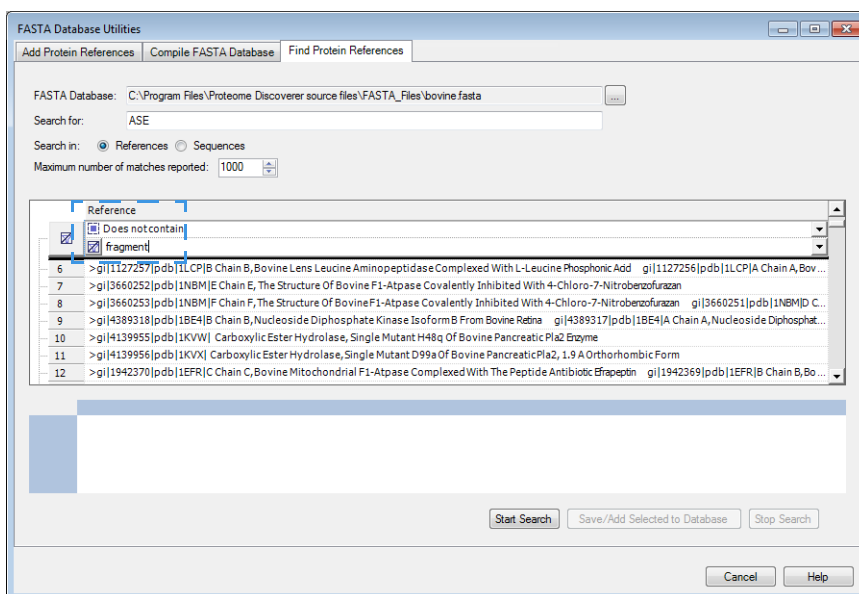 FASTA Database Utilities
Add Protein References Compile FASTA Database Find Protein References
FASTA Database: C:\Program Files\Proteome Discoverer source files\FASTA_Files\bovine.fasta ...
Search for: ASE
Search in: References Sequences
Maximum number of matches reported: 1000
Reference
Does not contain
fragment
6 >gi|1127257|pdb|1LCP|B Chain B, Bovine Lens Leucine Aminopeptidase Complexed With L-Leucine Phosphonic Acid gi|1127256|pdb|1LCP|A Chain A, Bov...
7 >gi|3660252|pdb|1NBM|E Chain E, The Structure Of Bovine F1-Atpase Covalently Inhibited With 4-Chloro-7-Nitrobenzofurazan
8 >gi|3660253|pdb|1NBM|F Chain F, The Structure Of Bovine F1-Atpase Covalently Inhibited With 4-Chloro-7-Nitrobenzofurazan gi|3660251|pdb|1NBM|D C...
9 >gi|4389318|pdb|1BE4|B Chain B, Nucleoside Diphosphate Kinase Isoform B From Bovine Retina gi|4389317|pdb|1BE4|A Chain A, Nucleoside Diphosphat...
10 >gi|4139955|pdb|1KVW| Carboxylic Ester Hydrolase, Single Mutant H48q Of Bovine Pancreatic Pla2 Enzyme
11 >gi|4139956|pdb|1KVX| Carboxylic Ester Hydrolase, Single Mutant D99a Of Bovine Pancreatic Pla2, 1.9 A Orthorhombic Form
12 >gi|1942370|pdb|1EFR|C Chain C, Bovine Mitochondrial F1-Atpase Complexed With The Peptide Antibiotic Efrapeptin gi|1942369|pdb|1EFR|B Chain B, Bo...
Start Search Save/Add Selected to Database Stop Search
Cancel Help